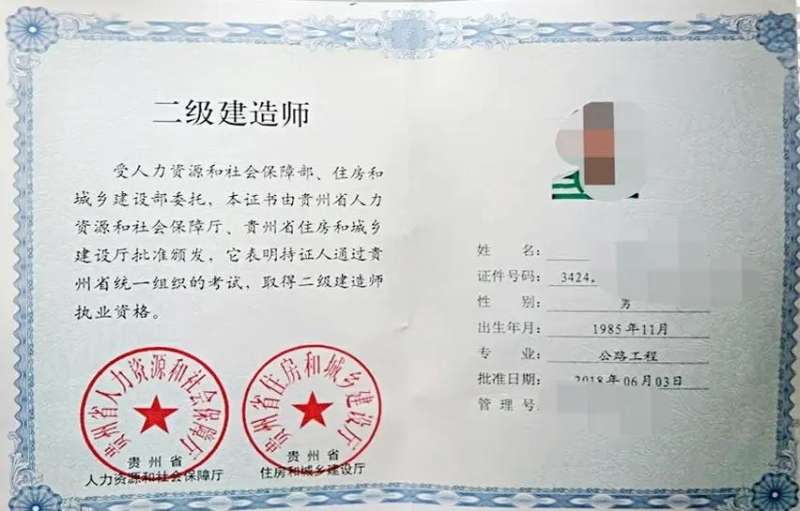 二级建造师
受人力资源和社会保障部、住房和
城乡建设部委托，本证书由贵州省人力
资源和社会保障厅、贵州省住房和城乡
建设厅批准颁发，它表明持证人通过贵
州省统一组织的考试，取得二级建造师
执业资格。
贵州省人力资源和社会保障厅
贵州省住房和城乡建设厅
贵州省
人力资源和社会保障厅
贵州省
住房和城乡建设厅
姓 名：
证件号码：3424
性 别：男
出生年月：1985年11月
专 业：公路工程
批准日期：2018年06月03日
管 理 号